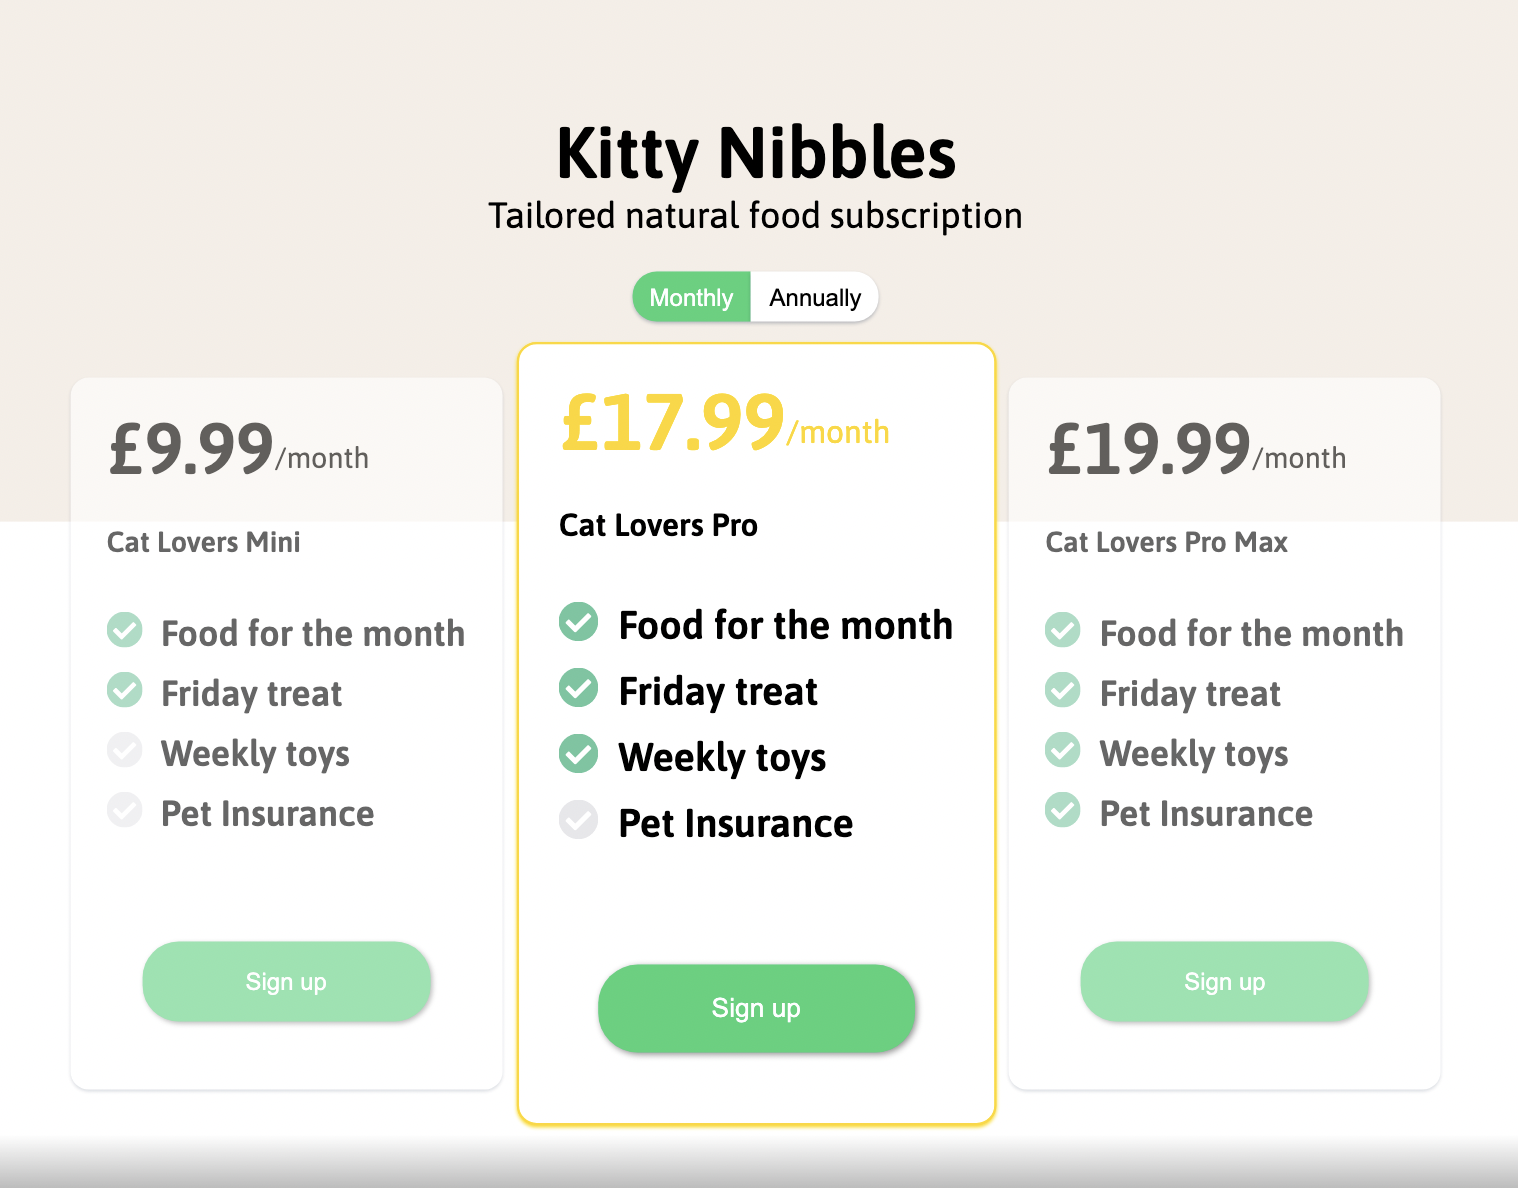 Kitty Nibbles
Tailored natural food subscription
Monthly Annually
£9.99/month
Cat Lovers Mini
Food for the month
Friday treat
Weekly toys
Pet Insurance
Sign up
£17.99/month
Cat Lovers Pro
Food for the month
Friday treat
Weekly toys
Pet Insurance
Sign up
£19.99/month
Cat Lovers Pro Max
Food for the month
Friday treat
Weekly toys
Pet Insurance
Sign up